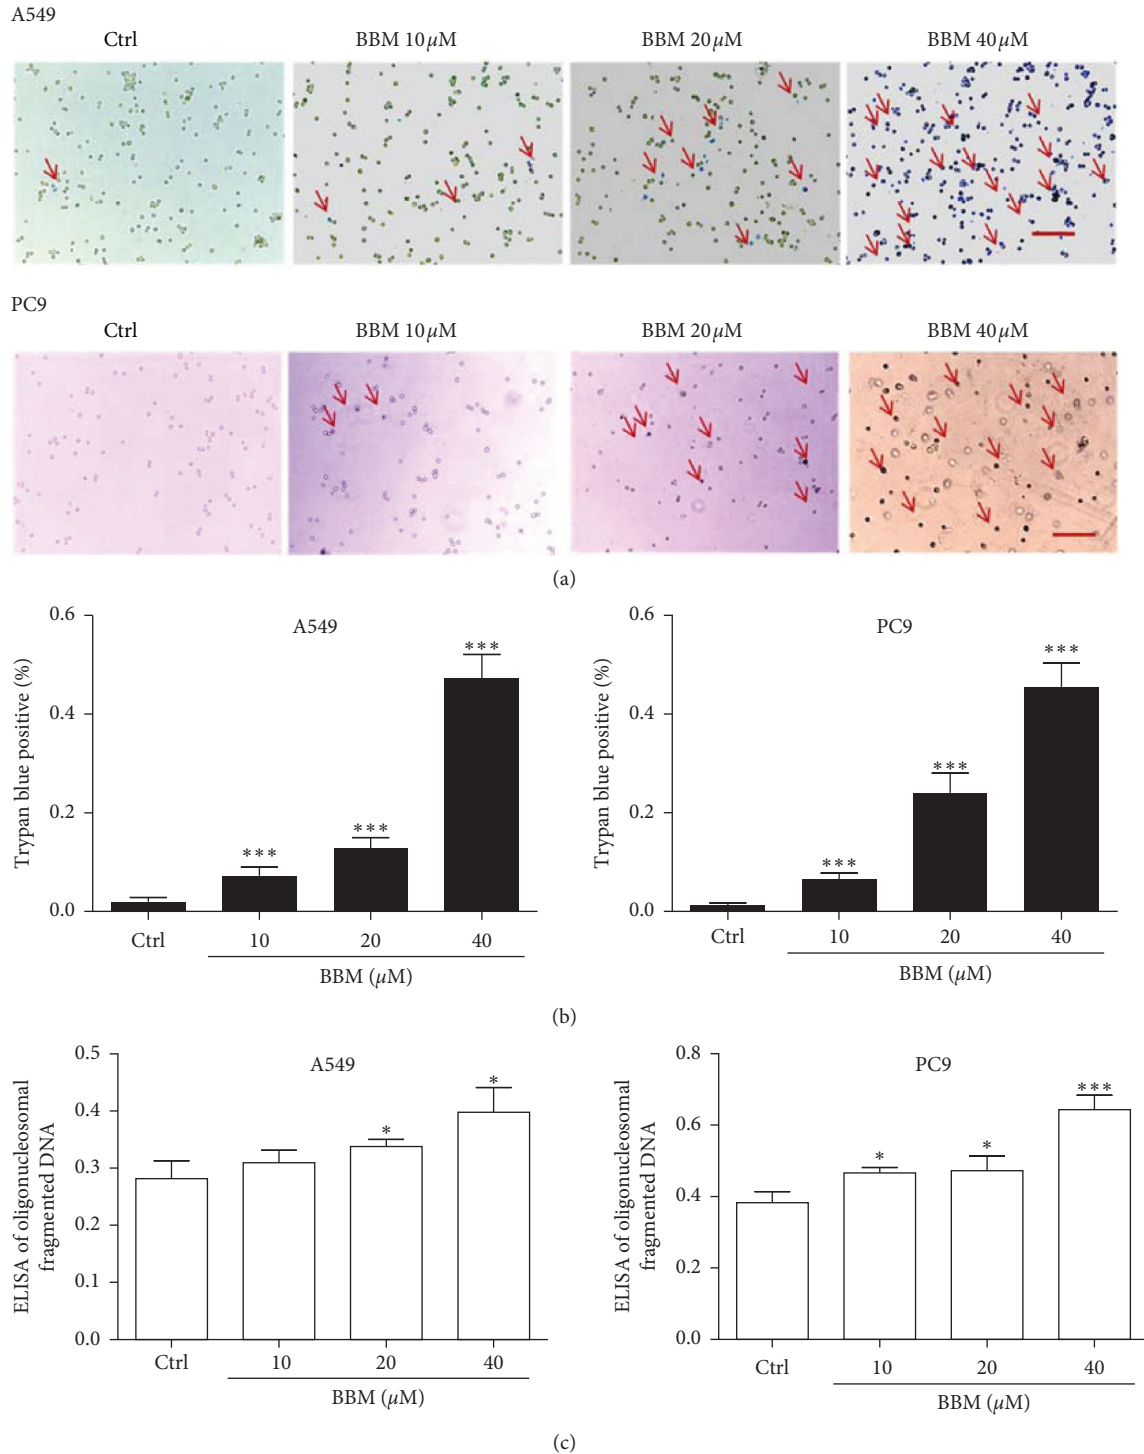 A549
Ctrl BBM 10 μM BBM 20 μM BBM 40 μM
PC9
Ctrl BBM 10 μM BBM 20 μM BBM 40 μM
(a)
A549
Trypan blue positive (%)
0.6
0.4
0.2
0.0
***
***
***
Ctrl 10 20 40
BBM (μM)
PC9
Trypan blue positive (%)
0.6
0.4
0.2
0.0
***
***
***
Ctrl 10 20 40
BBM (μM)
(b)
A549
ELISA of oligonucleosomal
fragmented DNA
0.5
0.4
0.3
0.2
0.1
0.0
*
*
Ctrl 10 20 40
BBM (μM)
PC9
ELISA of oligonucleosomal
fragmented DNA
0.8
0.6
0.4
0.2
0.0
*
*
***
Ctrl 10 20 40
BBM (μM)
(c)